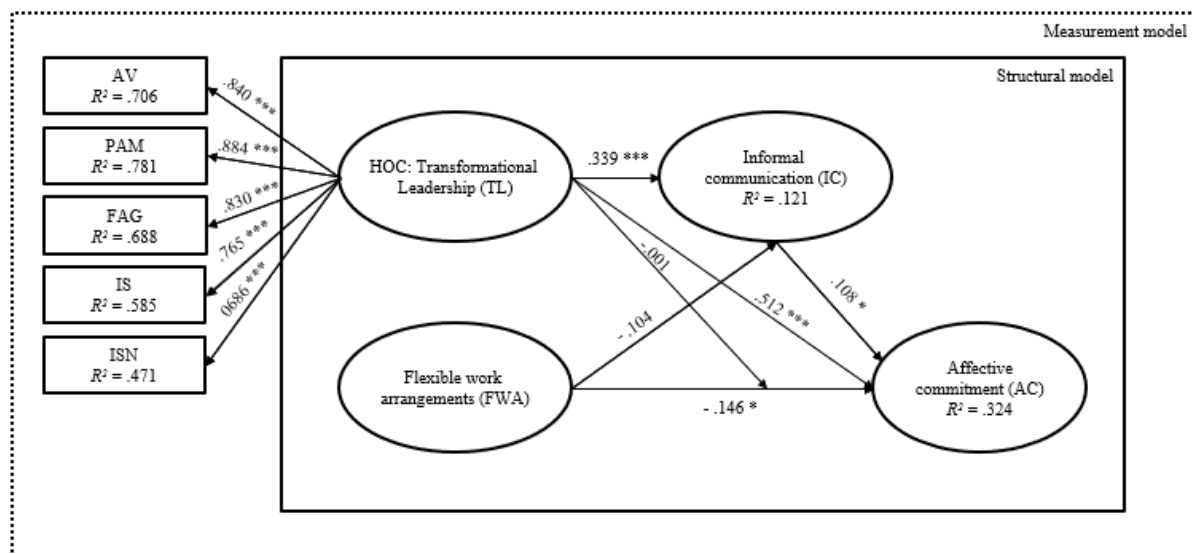 Measurement model
Structural model
AV
R² = .706
PAM
R² = .781
FAG
R² = .688
IS
R² = .585
ISN
R² = .471
.840 ***
.884 ***
.830 ***
.765 ***
0686 ***
HOC: Transformational
Leadership (TL)
.339 ***
Informal
communication (IC)
R² = .121
-.001
.512 ***
.108 *
-.104
Flexible work
arrangements (FWA)
- .146 *
Affective
commitment (AC)
R² = .324